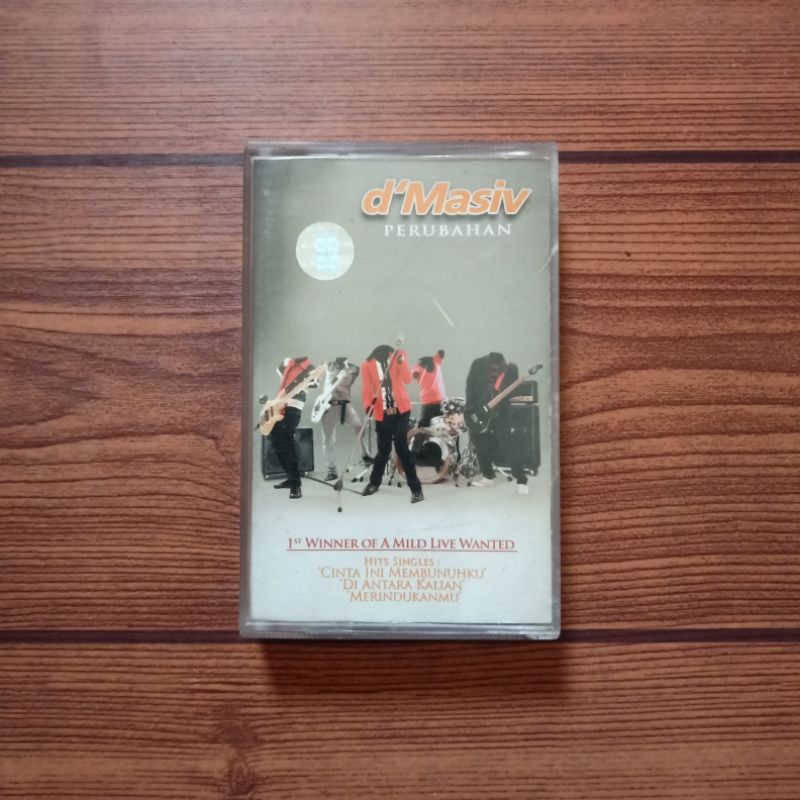 d'Masiv
PERUBAHAN
1ST WINNER OF A MILD LIVE WANTED
HITS SINGLES :
'CINTA INI MEMBUNUHKU'
'DI ANTARA KALIAN'
'MERINDUKANMU'